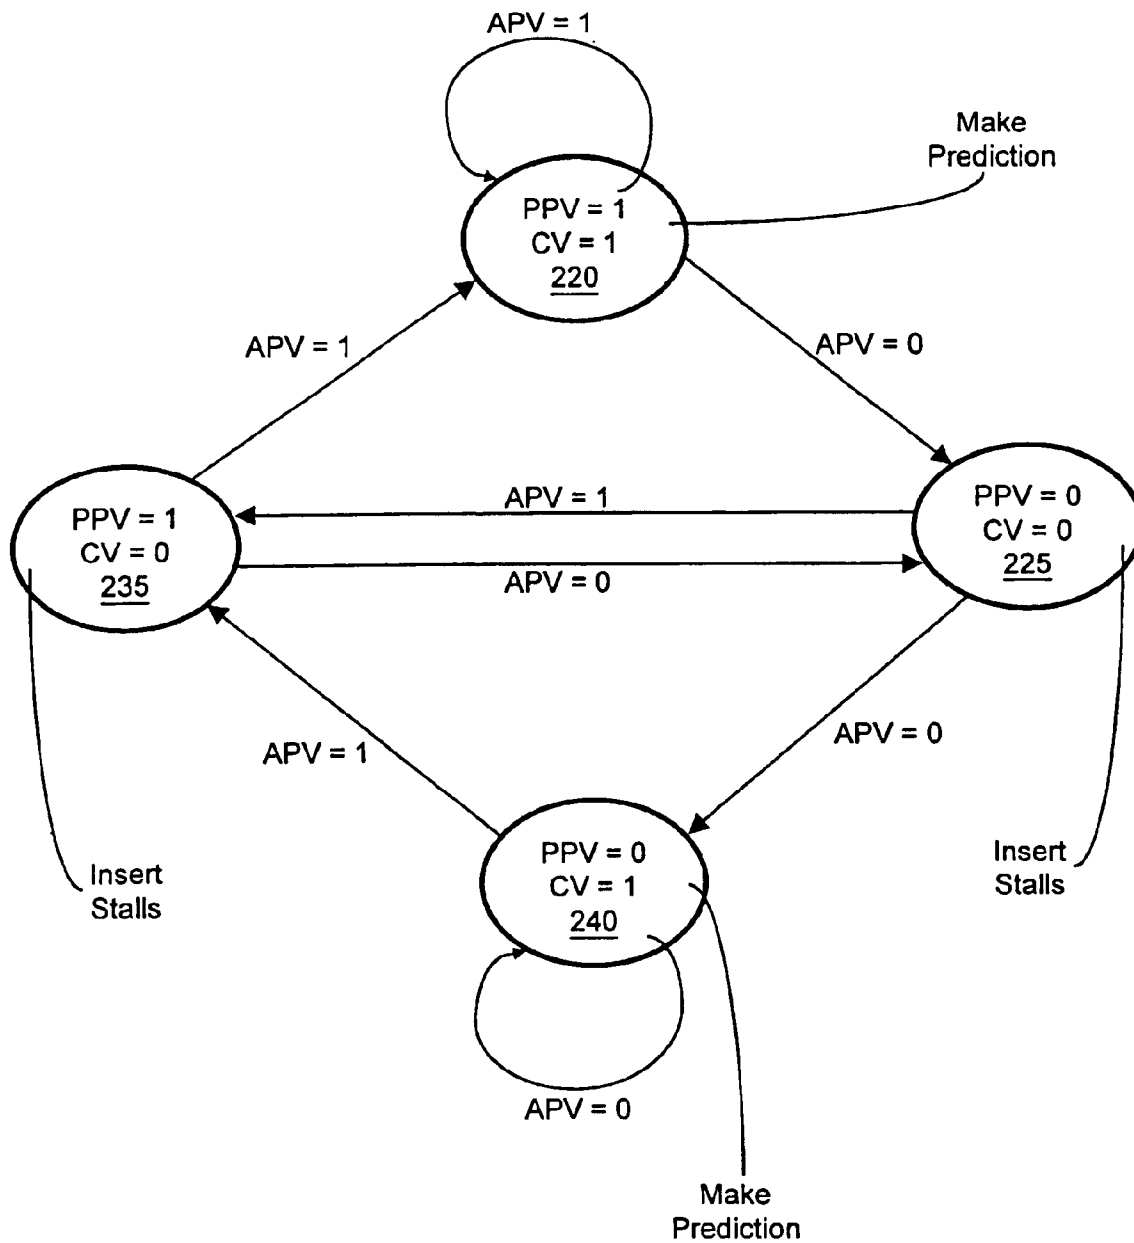 APV = 1
Make
Prediction
PPV = 1
CV = 1
220
APV = 1
APV = 0
PPV = 1
CV = 0
235
APV = 1
APV = 0
PPV = 0
CV = 0
225
APV = 1
APV = 0
Insert
Stalls
PPV = 0
CV = 1
240
Insert
Stalls
APV = 0
Make
Prediction